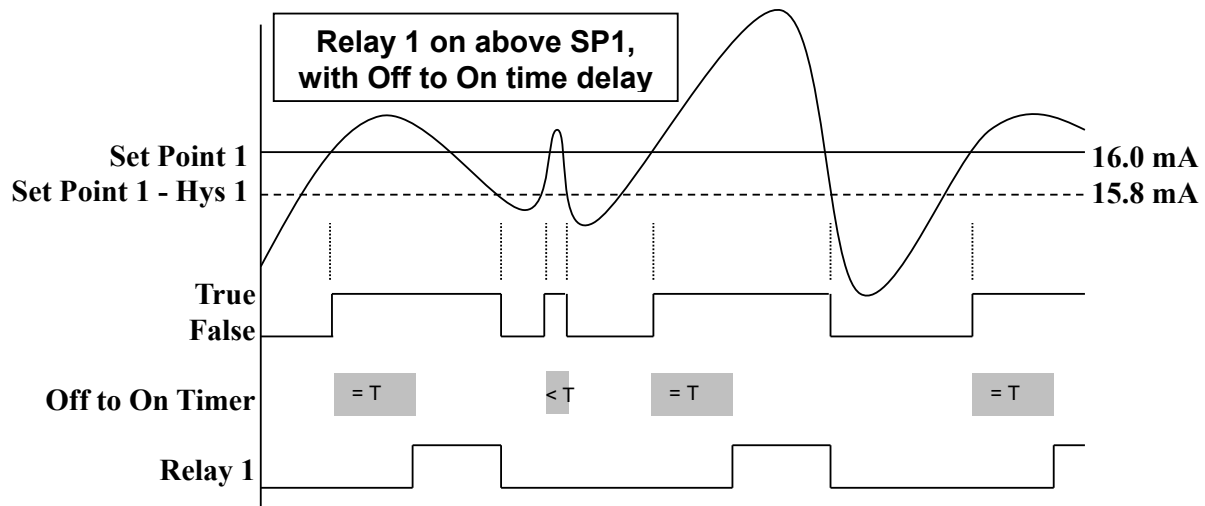 Relay 1 on above SP1,
with Off to On time delay
Set Point 1
16.0 mA
Set Point 1 - Hys 1
15.8 mA
True
False
Off to On Timer
= T
< T
= T
= T
Relay 1